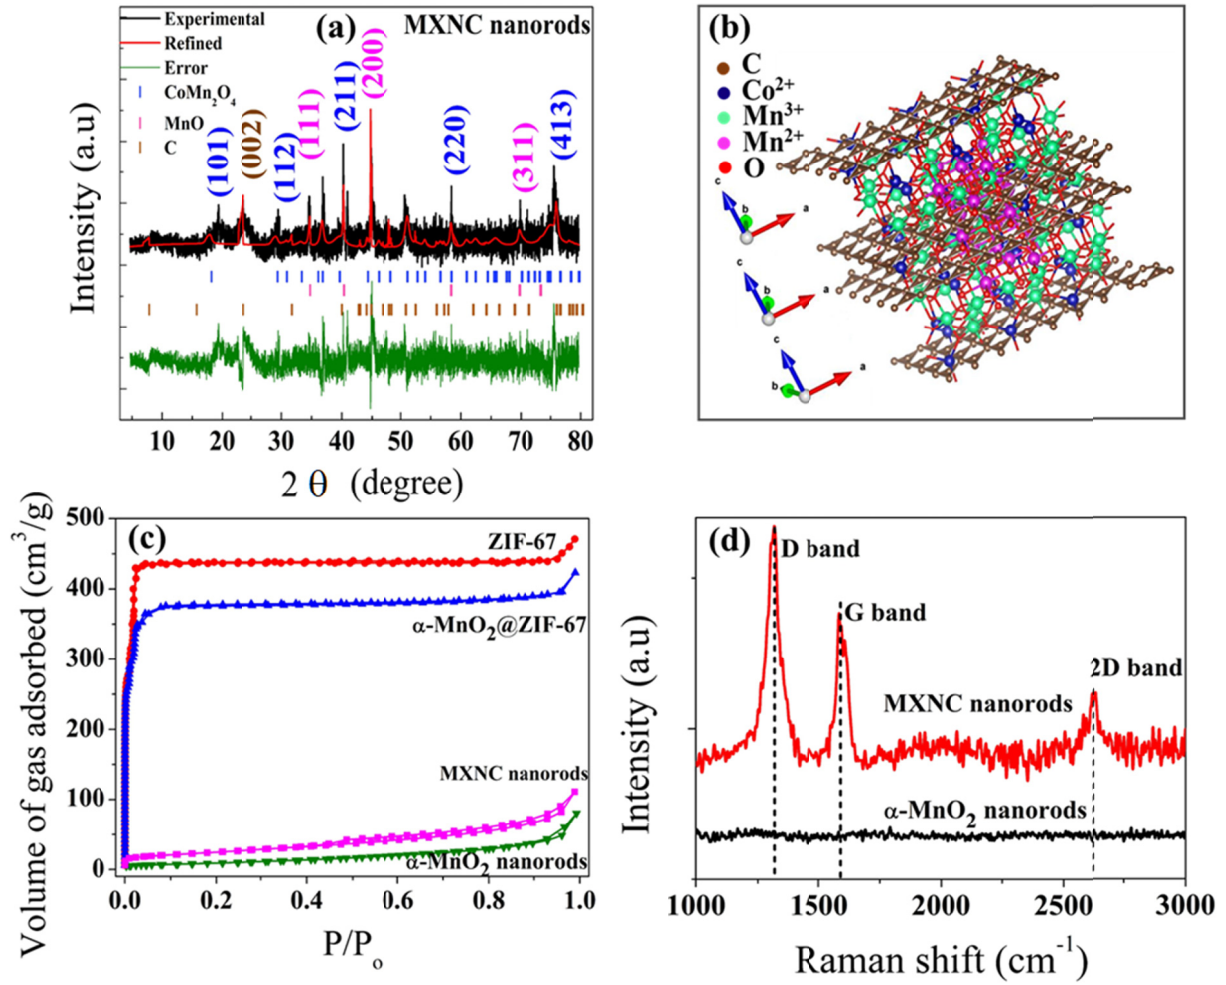 (a)
MXNC nanorods
Experimental
Refined
Error
CoMn₂O₄
MnO
C
(101)
(002)
(112)
(111)
(211)
(200)
(220)
(311)
(413)
Intensity (a.u)
10 20 30 40 50 60 70 80
2 θ (degree)
(b)
C
Co²⁺
Mn³⁺
Mn²⁺
O
c
b
a
c
b
a
c
b
a
(c)
ZIF-67
α-MnO₂@ZIF-67
MXNC nanorods
α-MnO₂ nanorods
Volume of gas adsorbed (cm³/g)
500
400
300
200
100
0
0.0 0.2 0.4 0.6 0.8 1.0
P/Pₒ
(d)
D band
G band
2D band
MXNC nanorods
α-MnO₂ nanorods
Intensity (a.u)
1000 1500 2000 2500 3000
Raman shift (cm⁻¹)